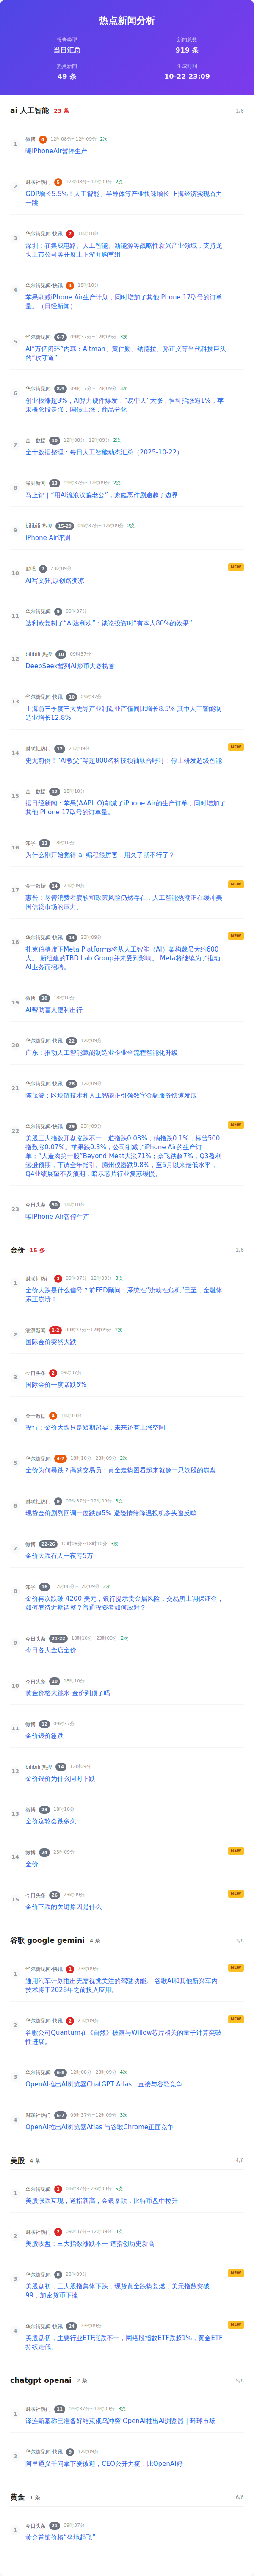 热点新闻分析
报告类型
新闻总数
当日汇总
919 条
热点新闻
生成时间
49 条
10-22 23:09
ai 人工智能 23 条 1/6
1
微博 4 12时08分~12时09分 2次
曝iPhoneAir暂停生产
2
财联社热门 5 12时08分~12时09分 2次
GDP增长5.5%！人工智能、半导体等产业快速增长 上海经济实现奋力
一跳
3
华尔街见闻·快讯 2 18时10分
深圳：在集成电路、人工智能、新能源等战略性新兴产业领域，支持龙
头上市公司等开展上下游并购重组
4
华尔街见闻·快讯 4 18时10分
苹果削减iPhone Air生产计划，同时增加了其他iPhone 17型号的订单
量。（日经新闻）
5
华尔街见闻 6-7 09时37分~12时09分 3次
AI“万亿闭环”内幕：Altman、黄仁勋、纳德拉、孙正义等当代科技巨头
的“攻守道”
6
华尔街见闻 8-9 09时37分~12时09分 3次
创业板涨超3%，AI算力硬件爆发，“易中天”大涨，恒科指涨逾1%，苹
果概念股走强，国债上涨，商品分化
7
金十数据 10 12时08分~12时09分 2次
金十数据整理：每日人工智能动态汇总（2025-10-22）
8
澎湃新闻 13 12时08分~12时09分 2次
马上评｜“用AI流浪汉骗老公”，家庭恶作剧逾越了边界
9
bilibili 热搜 15-29 09时37分~12时09分 2次
iPhone Air评测
10
贴吧 7 23时09分
NEW
AI写文狂,原创路变凉
11
华尔街见闻 9 09时37分
达利欧复制了“AI达利欧”：谈论投资时“有本人80%的效果”
12
bilibili 热搜 10 09时37分
DeepSeek暂列AI炒币大赛榜首
13
华尔街见闻·快讯 10 09时37分
上海前三季度三大先导产业制造业产值同比增长8.5% 其中人工智能制
造业增长12.8%
14
财联社热门 12 23时09分
NEW
史无前例！“AI教父”等超800名科技领袖联合呼吁：停止研发超级智能
15
金十数据 12 18时10分
据日经新闻：苹果(AAPL.O)削减了iPhone Air的生产订单，同时增加了
其他iPhone 17型号的订单量。
16
知乎 12 18时10分
为什么刚开始觉得 ai 编程很厉害，用久了就不行了？
17
金十数据 14 23时09分
NEW
惠誉：尽管消费者疲软和政策风险仍然存在，人工智能热潮正在缓冲美
国信贷市场的压力。
18
华尔街见闻·快讯 14 23时09分
NEW
扎克伯格旗下Meta Platforms将从人工智能（AI）架构裁员大约600
人。 新组建的TBD Lab Group并未受到影响。 Meta将继续为了推动
AI业务而招聘。
19
微博 20 18时10分
AI帮助盲人便利出行
20
华尔街见闻·快讯 22 12时09分
广东：推动人工智能赋能制造业企业全流程智能化升级
21
华尔街见闻·快讯 28 12时09分
陈茂波：区块链技术和人工智能正引领数字金融服务快速发展
22
华尔街见闻·快讯 29 23时09分
NEW
美股三大指数开盘涨跌不一，道指跌0.03%，纳指跌0.1%，标普500
指数涨0.07%。苹果跌0.3%，公司削减了iPhone Air的生产订
单；“人造肉第一股”Beyond Meat大涨71%；奈飞跌超7%，Q3盈利
远逊预期，下调全年指引。德州仪器跌9.8%，至5月以来最低水平，
Q4业绩展望不及预期，暗示芯片行业复苏缓慢。
23
今日头条 30 18时10分
曝iPhone Air暂停生产
金价 15 条 2/6
1
财联社热门 3 09时37分~12时09分 3次
金价大跌是什么信号？前FED顾问：系统性“流动性危机”已至，金融体
系正崩溃！
2
澎湃新闻 1-2 09时37分~12时09分 2次
国际金价突然大跌
3
今日头条 2 09时37分
国际金价一度暴跌6%
4
金十数据 4 18时10分
投行：金价大跌只是短期超卖，未来还有上涨空间
5
华尔街见闻 4-7 18时10分~23时09分 2次
金价为何暴跌？高盛交易员：黄金走势图看起来就像一只妖股的崩盘
6
财联社热门 9 09时37分~12时09分 3次
现货金价剧烈回调一度跌超5% 避险情绪降温投机多头遭反噬
7
微博 22-26 12时08分~18时10分 3次
金价大跌有人一夜亏5万
8
知乎 16 12时08分~12时09分 2次
金价再次跌破 4200 美元，银行提示贵金属风险，交易所上调保证金，
如何看待近期调整？普通投资者如何应对？
9
今日头条 21-22 18时10分~23时09分 2次
今日各大金店金价
10
今日头条 10 18时10分
黄金价格大跳水 金价到顶了吗
11
微博 12 09时37分
金价银价急跌
12
bilibili 热搜 14 12时09分
金价银价为什么同时下跌
13
微博 23 18时10分
金价这轮会跌多久
14
微博 24 23时09分
NEW
金价
15
今日头条 26 23时09分
NEW
金价下跌的关键原因是什么
谷歌 google gemini 4 条 3/6
1
华尔街见闻·快讯 1 23时09分
NEW
通用汽车计划推出无需视觉关注的驾驶功能。 谷歌AI和其他新兴车内
技术将于2028年之前投入应用。
2
华尔街见闻·快讯 2 23时09分
NEW
谷歌公司Quantum在《自然》披露与Willow芯片相关的量子计算突破
性进展。
3
华尔街见闻 6-8 12时08分~23时09分 4次
OpenAI推出AI浏览器ChatGPT Atlas，直接与谷歌竞争
4
财联社热门 6-7 09时37分~12时09分 3次
OpenAI推出AI浏览器Atlas 与谷歌Chrome正面竞争
美股 4 条 4/6
1
华尔街见闻 1 09时37分~23时09分 5次
美股涨跌互现，道指新高，金银暴跌，比特币盘中拉升
2
财联社热门 2 09时37分~12时09分 3次
美股收盘：三大指数涨跌不一 道指创历史新高
3
华尔街见闻 8 23时09分
NEW
美股盘初，三大股指集体下跌，现货黄金跌势复燃，美元指数突破
99，加密货币下挫
4
华尔街见闻·快讯 24 23时09分
NEW
美股盘初，主要行业ETF涨跌不一，网络股指数ETF跌超1%，黄金ETF
持续走低。
chatgpt openai 2 条 5/6
1
财联社热门 11 09时37分~12时09分 3次
泽连斯基称已准备好结束俄乌冲突 OpenAI推出AI浏览器 | 环球市场
2
华尔街见闻·快讯 8 12时09分
阿里通义千问拿下爱彼迎，CEO公开力挺：比OpenAI好
黄金 1 条 6/6
1
今日头条 21 09时37分
黄金首饰价格“坐地起飞”